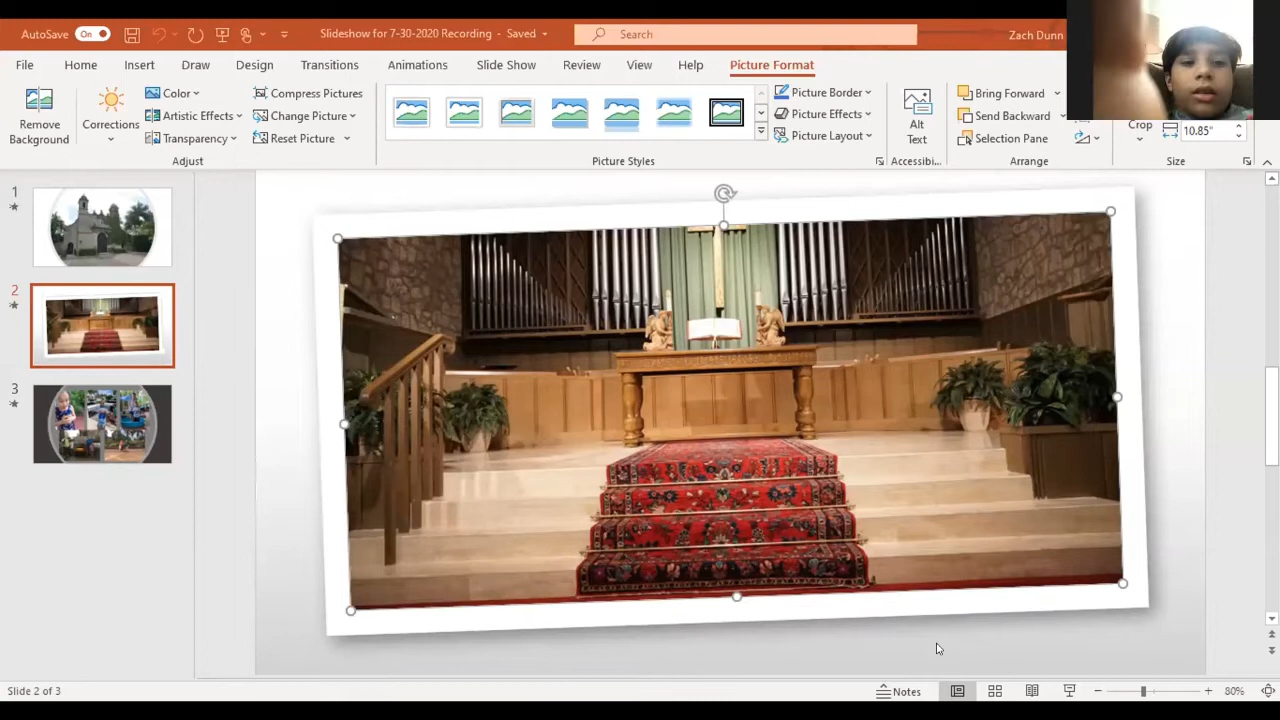 AutoSave On Slideshow for 7-30-2020 Recording - Saved Search Zach Dunn
File Home Insert Draw Design Transitions Animations Slide Show Review View Help Picture Format
Remove Background
Corrections
Color
Artistic Effects
Transparency
Compress Pictures
Change Picture
Reset Picture
Adjust
Picture Border
Picture Effects
Picture Layout
Picture Styles
Alt Text
Accessibi...
Bring Forward
Send Backward
Selection Pane
Arrange
Crop
10.85"
Size
1
2
3
Slide 2 of 3 Notes 80%